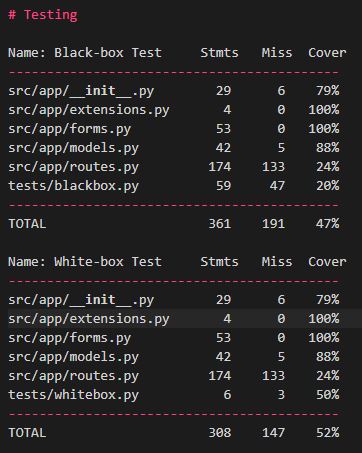 # Testing
Name: Black-box Test     Stmts   Miss  Cover
-----------------------------------------
src/app/__init__.py         29      6    79%
src/app/extensions.py        4      0   100%
src/app/forms.py            53      0   100%
src/app/models.py           42      5    88%
src/app/routes.py          174    133    24%
tests/blackbox.py           59     47    20%
-----------------------------------------
TOTAL                      361    191    47%
Name: White-box Test     Stmts   Miss  Cover
-----------------------------------------
src/app/__init__.py         29      6    79%
src/app/extensions.py        4      0   100%
src/app/forms.py            53      0   100%
src/app/models.py           42      5    88%
src/app/routes.py          174    133    24%
tests/whitebox.py            6      3    50%
-----------------------------------------
TOTAL                      308    147    52%